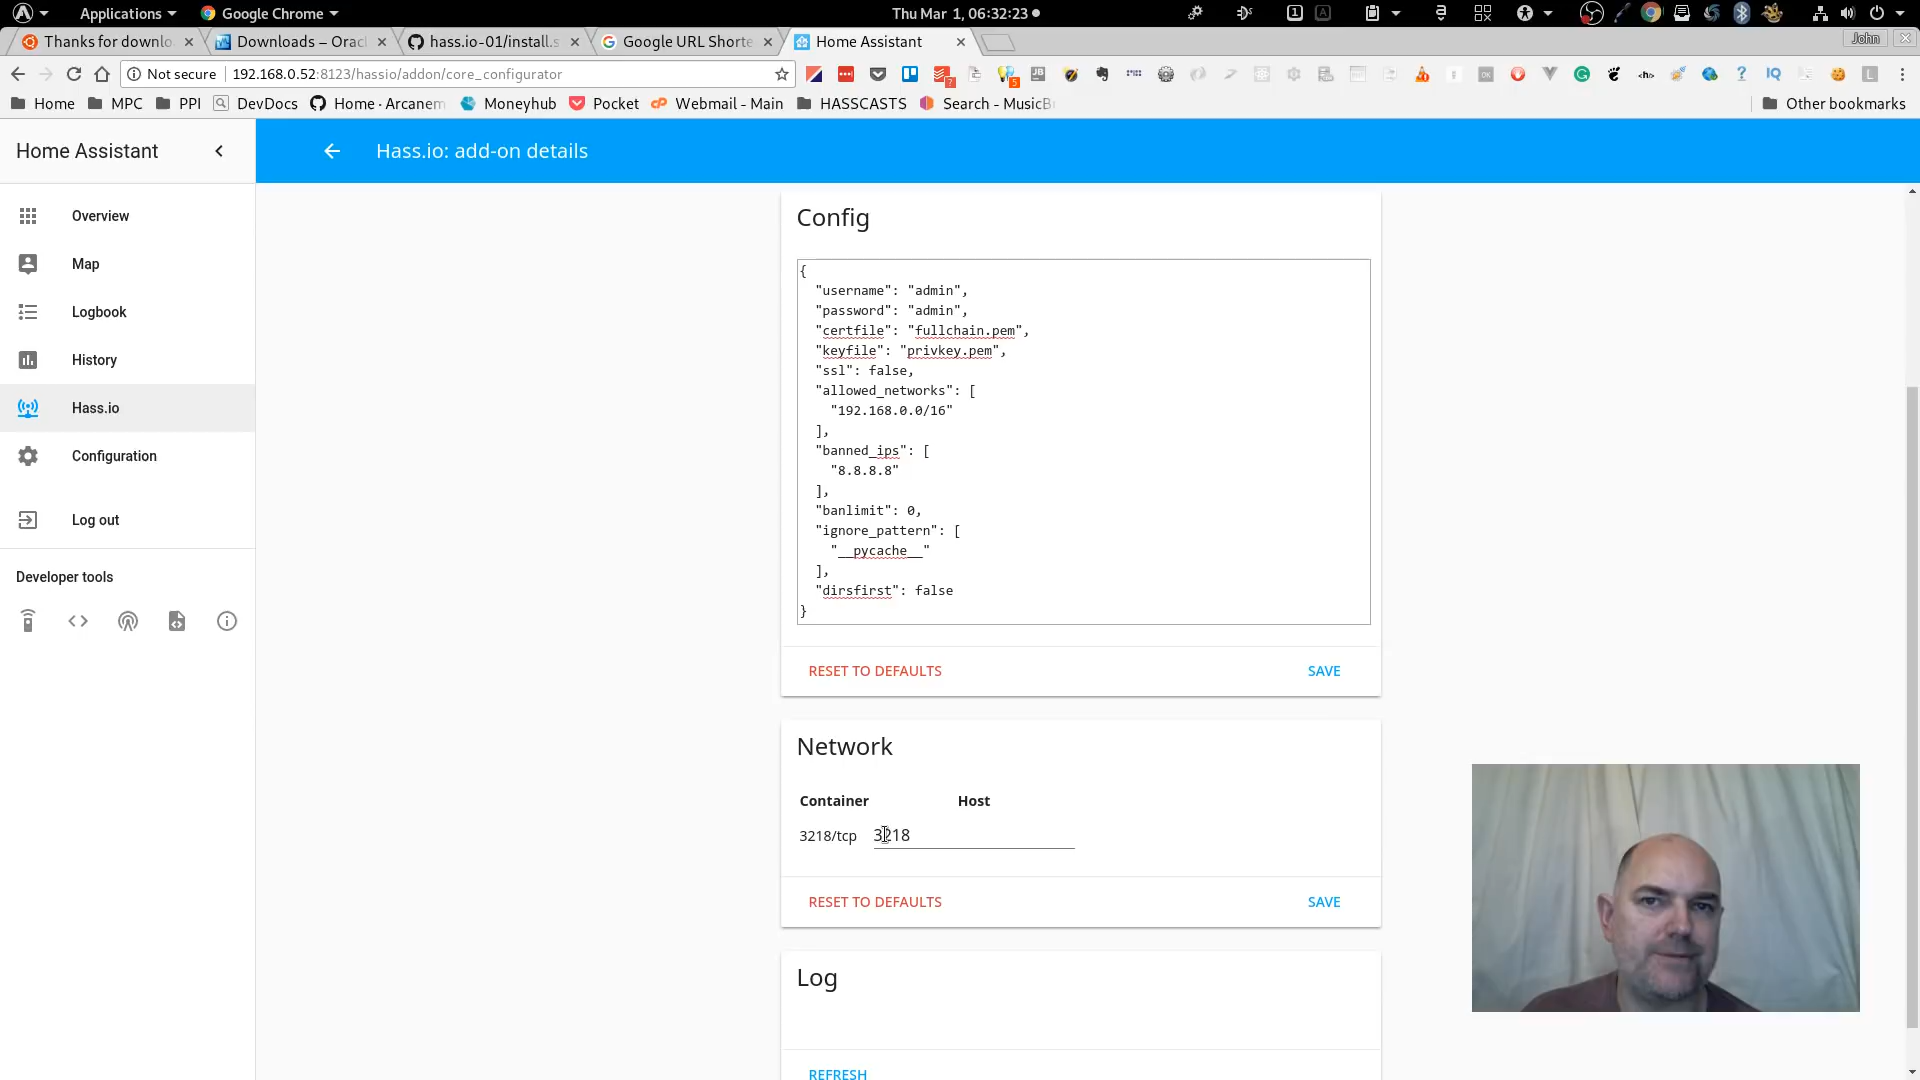 Applications
Google Chrome
Thu Mar 1, 06:32:23
1
A
Thanks for downlo
Downloads – Orac
hass.io-01/install.s
Google URL Shorte
Home Assistant
John
Not secure
192.168.0.52:8123/hassio/addon/core_configurator
Home
MPC
PPI
DevDocs
Home · Arcanem
Moneyhub
Pocket
Webmail - Main
HASSCASTS
Search - MusicB
Other bookmarks
Home Assistant
Hass.io: add-on details
Overview
Map
Logbook
History
Hass.io
Configuration
Log out
Developer tools
Config
{
"username": "admin",
"password": "admin",
"certfile": "fullchain.pem",
"keyfile": "privkey.pem",
"ssl": false,
"allowed_networks": [
"192.168.0.0/16"
],
"banned_ips": [
"8.8.8.8"
],
"banlimit": 0,
"ignore_pattern": [
"__pycache__"
],
"dirsfirst": false
}
RESET TO DEFAULTS
SAVE
Network
Container
Host
3218/tcp
3218
RESET TO DEFAULTS
SAVE
Log
REFRESH